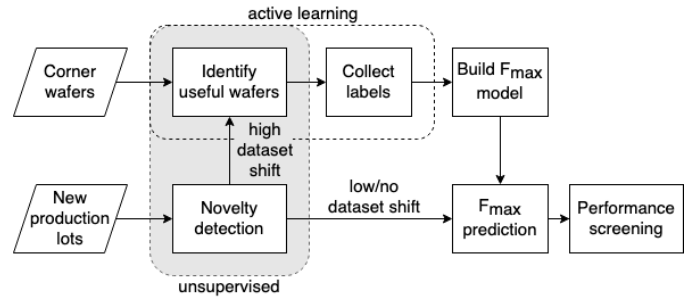 active learning
Corner
wafers
Identify
useful wafers
Collect
labels
Build Fmax
model
high
dataset
shift
New
production
lots
Novelty
detection
low/no
dataset shift
Fmax
prediction
Performance
screening
unsupervised